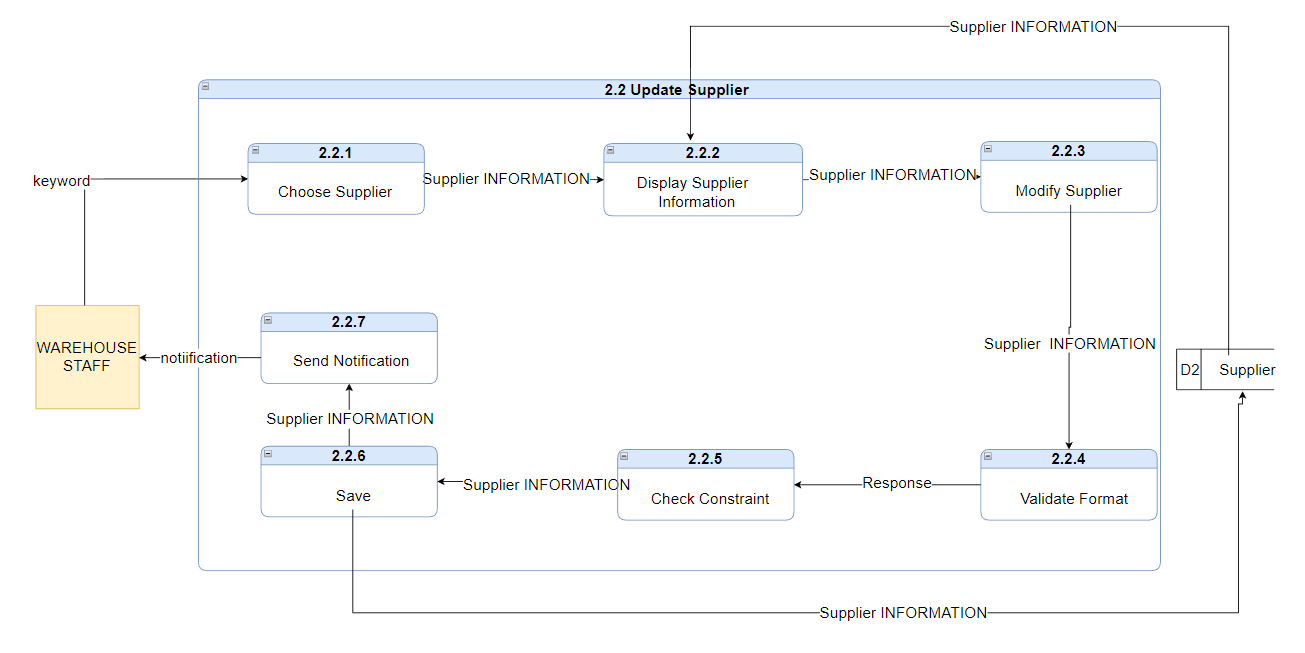 Supplier INFORMATION
2.2 Update Supplier
2.2.1
Choose Supplier
Supplier INFORMATION
2.2.2
Display Supplier
Information
Supplier INFORMATION
2.2.3
Modify Supplier
keyword
WAREHOUSE
STAFF
notiification
2.2.7
Send Notification
Supplier INFORMATION
Supplier INFORMATION
D2
Supplier
2.2.6
Save
Supplier INFORMATION
2.2.5
Check Constraint
Response
2.2.4
Validate Format
Supplier INFORMATION